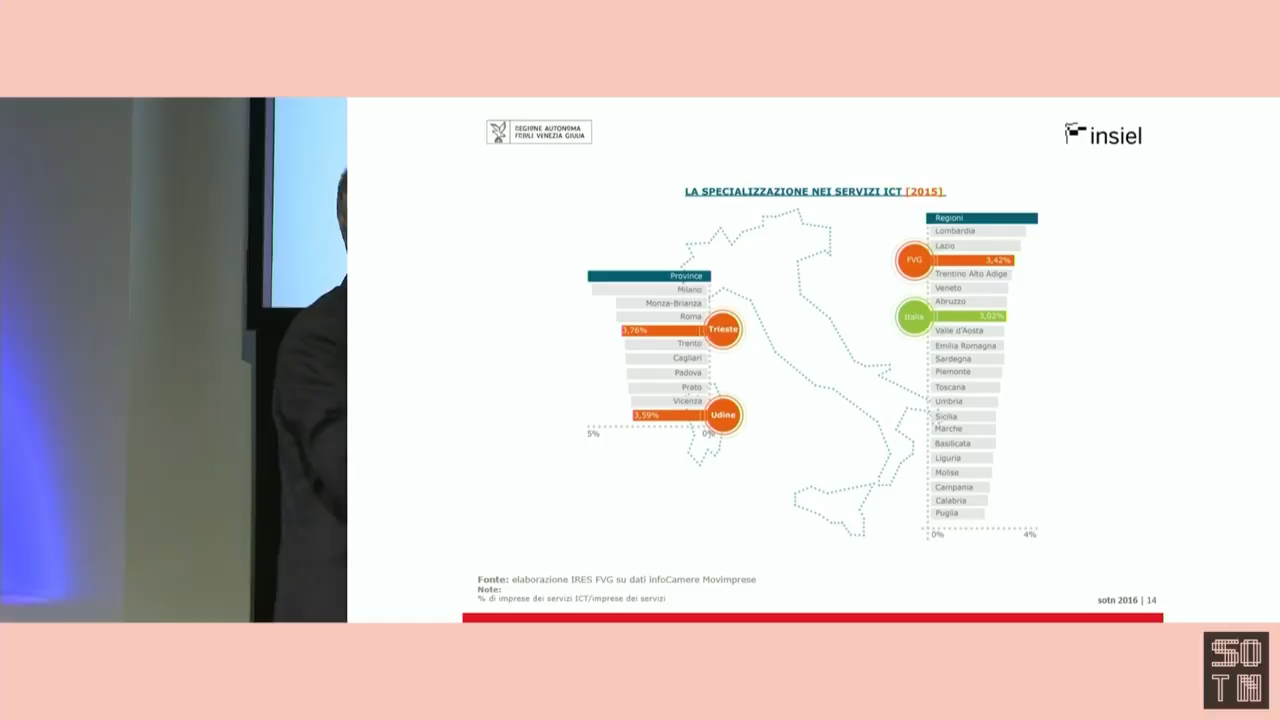 REGIONE AUTONOMA
FRIULI VENEZIA GIULIA
insiel
LA SPECIALIZZAZIONE NEI SERVIZI ICT [2015]
Province
Milano
Monza-Brianza
Roma
3,76% Trieste
Trento
Cagliari
Padova
Prato
Vicenza
3,59% Udine
5% 0%
Regioni
Lombardia
Lazio
FVG 3,42%
Trentino Alto Adige
Veneto
Abruzzo
Italia 3,02%
Valle d'Aosta
Emilia Romagna
Sardegna
Piemonte
Toscana
Umbria
Sicilia
Marche
Basilicata
Liguria
Molise
Campania
Calabria
Puglia
0% 4%
Fonte: elaborazione IRES FVG su dati infoCamere Movimprese
Note:
% di imprese dei servizi ICT/imprese dei servizi
sotn 2016 | 14
SO
TN